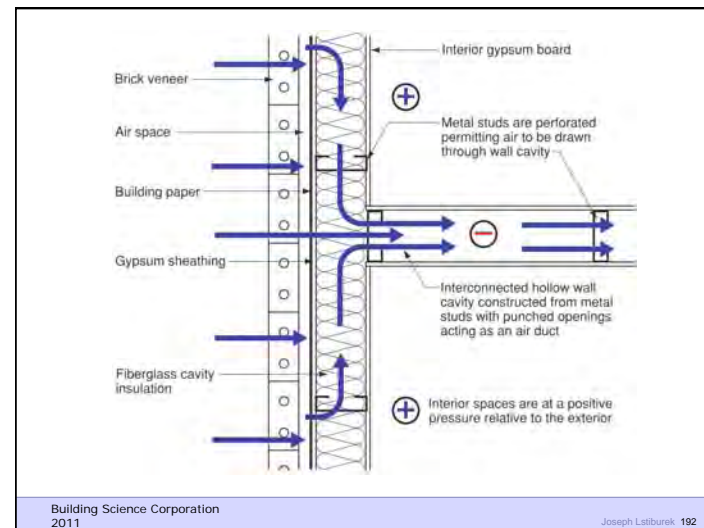 Brick veneer
Air space
Building paper
Gypsum sheathing
Fiberglass cavity
insulation
Interior gypsum board
+
Metal studs are perforated
permitting air to be drawn
through wall cavity
−
Interconnected hollow wall
cavity constructed from metal
studs with punched openings
acting as an air duct
+
Interior spaces are at a positive
pressure relative to the exterior
Building Science Corporation
2011
Joseph Lstiburek 192